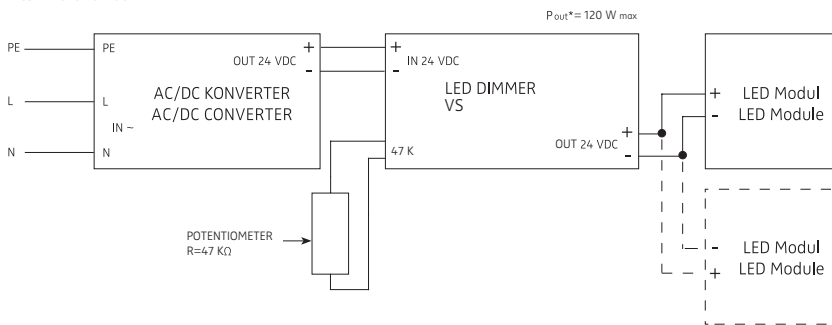 Pout*= 120 W max
PE
PE
L
L
IN ~
N
N
OUT 24 VDC
+
-
AC/DC KONVERTER
AC/DC CONVERTER
+
-
IN 24 VDC
LED DIMMER
VS
47 K
OUT 24 VDC
+
-
+
-
LED Modul
LED Module
POTENTIOMETER
R=47 KΩ
-
+
LED Modul
LED Module